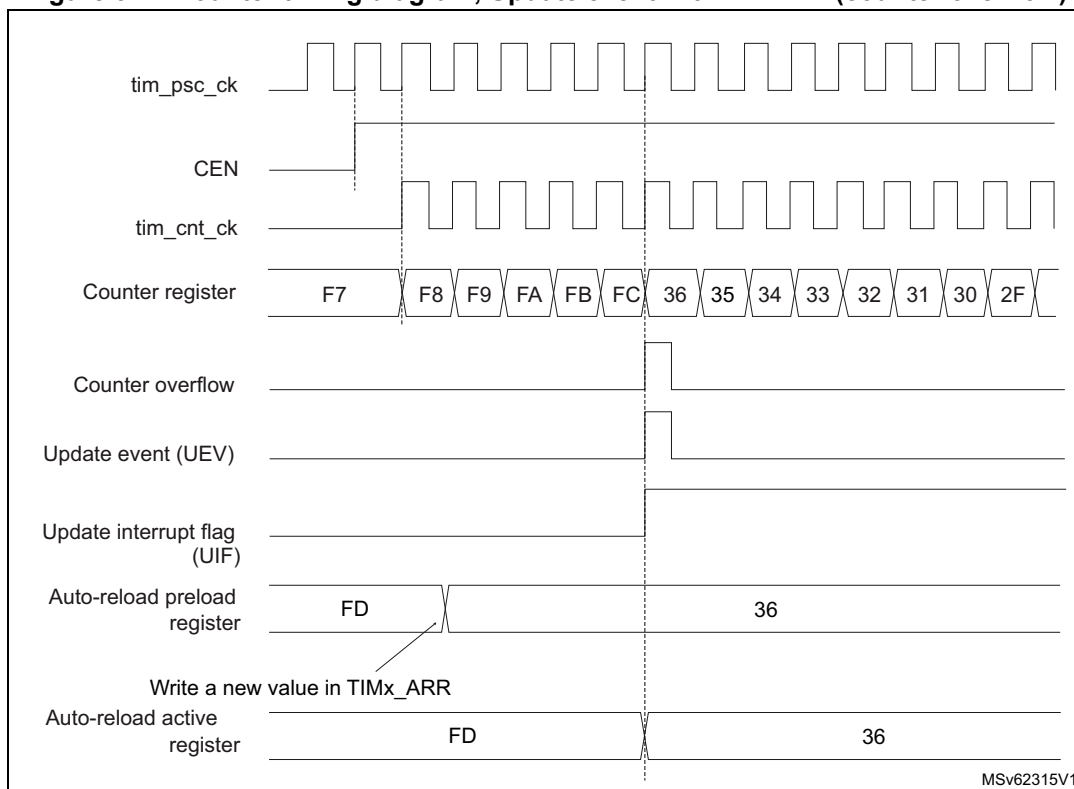 tim_psc_ck
CEN
tim_cnt_ck
Counter register
F7 F8 F9 FA FB FC 36 35 34 33 32 31 30 2F
Counter overflow
Update event (UEV)
Update interrupt flag
(UIF)
Auto-reload preload
register
FD 36
Write a new value in TIMx_ARR
Auto-reload active
register
FD 36
MSv62315V1